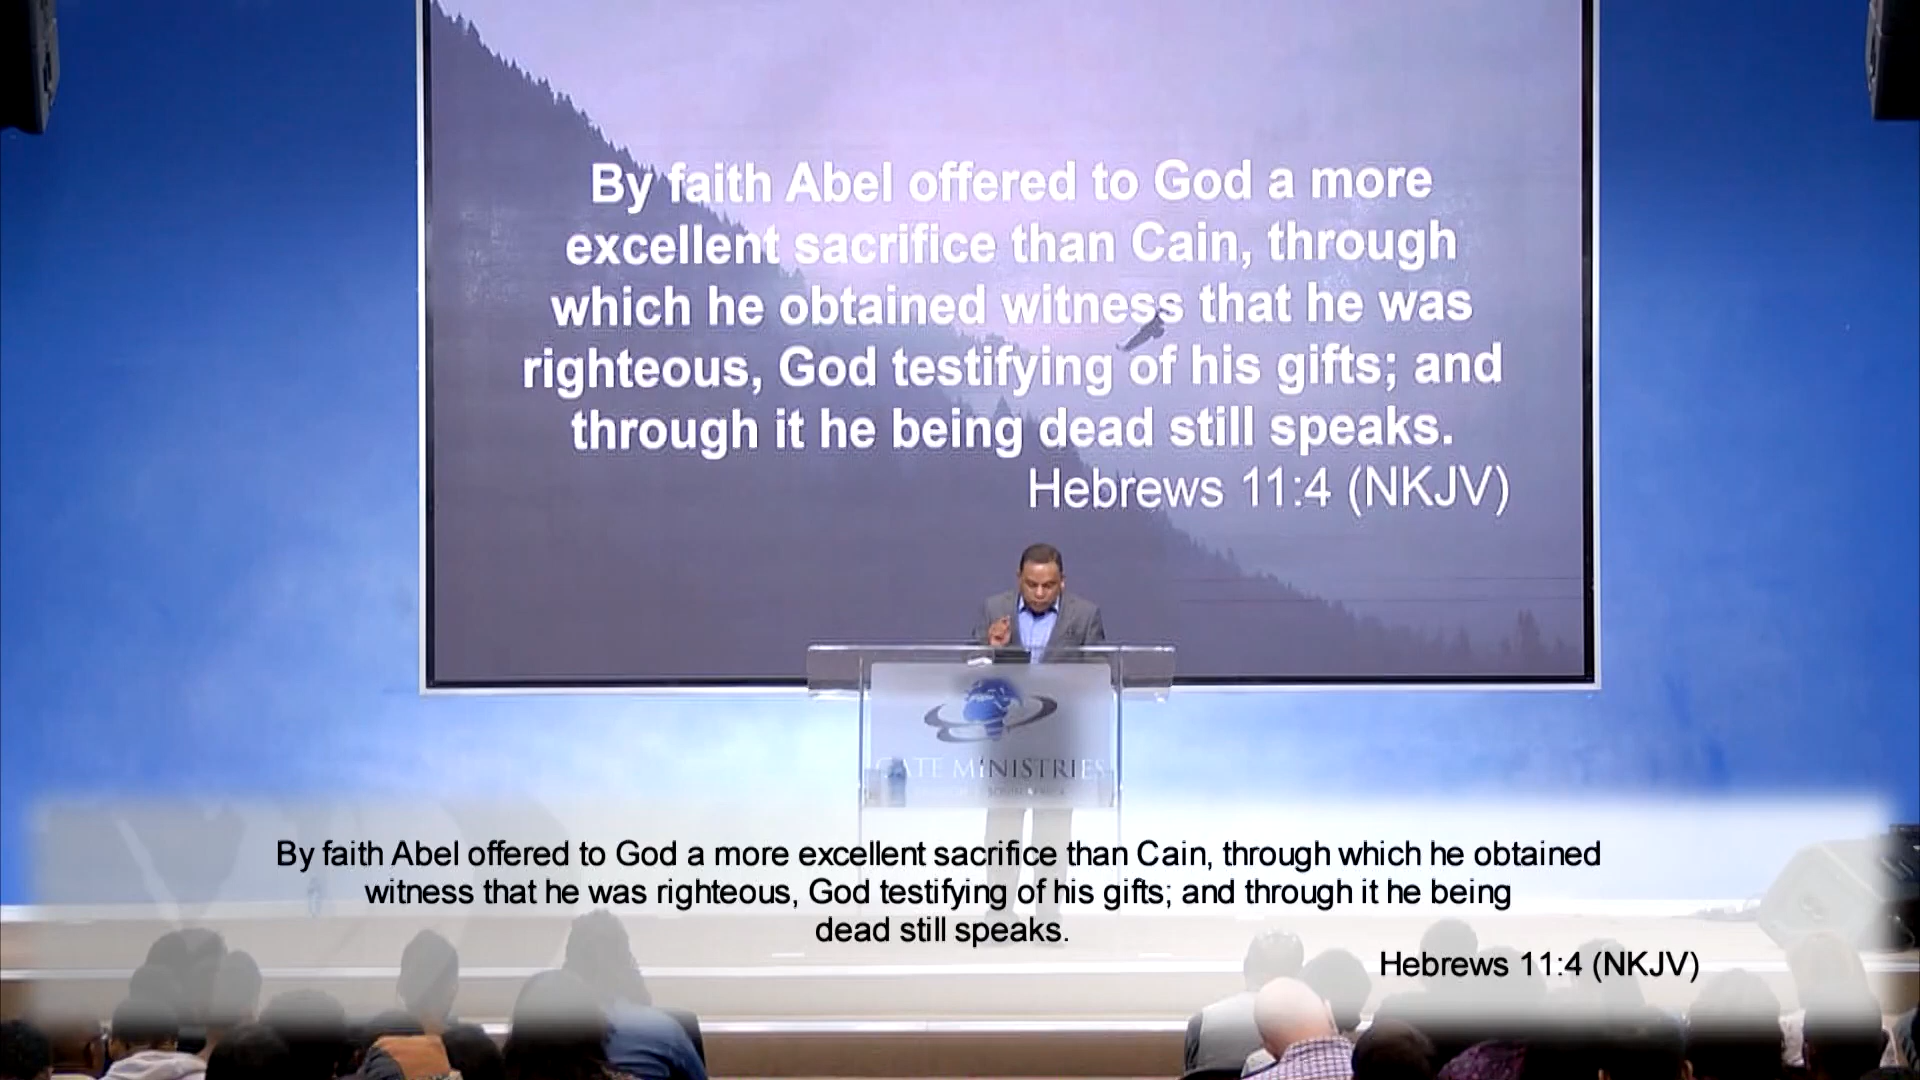 By faith Abel offered to God a more
excellent sacrifice than Cain, through
which he obtained witness that he was
righteous, God testifying of his gifts; and
through it he being dead still speaks.
Hebrews 11:4 (NKJV)
GATE MINISTRIES
By faith Abel offered to God a more excellent sacrifice than Cain, through which he obtained
witness that he was righteous, God testifying of his gifts; and through it he being
dead still speaks.
Hebrews 11:4 (NKJV)